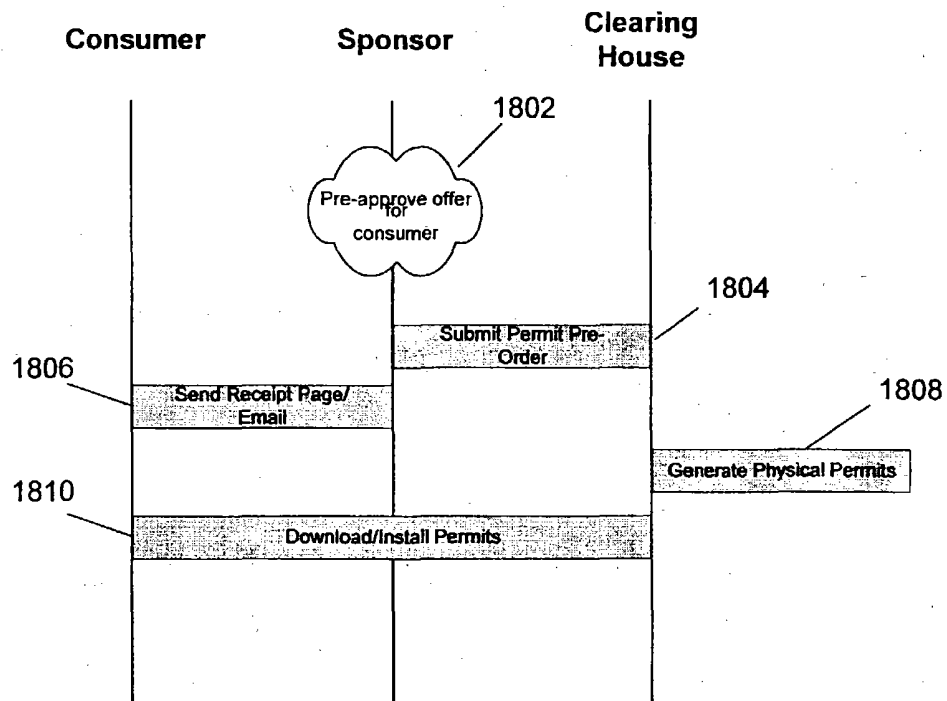 Consumer
Sponsor
Clearing
House
1802
Pre-approve offer
for
consumer
1804
Submit Permit Pre-
Order
1806
Send Receipt Page/
Email
1808
Generate Physical Permits
1810
Download/Install Permits